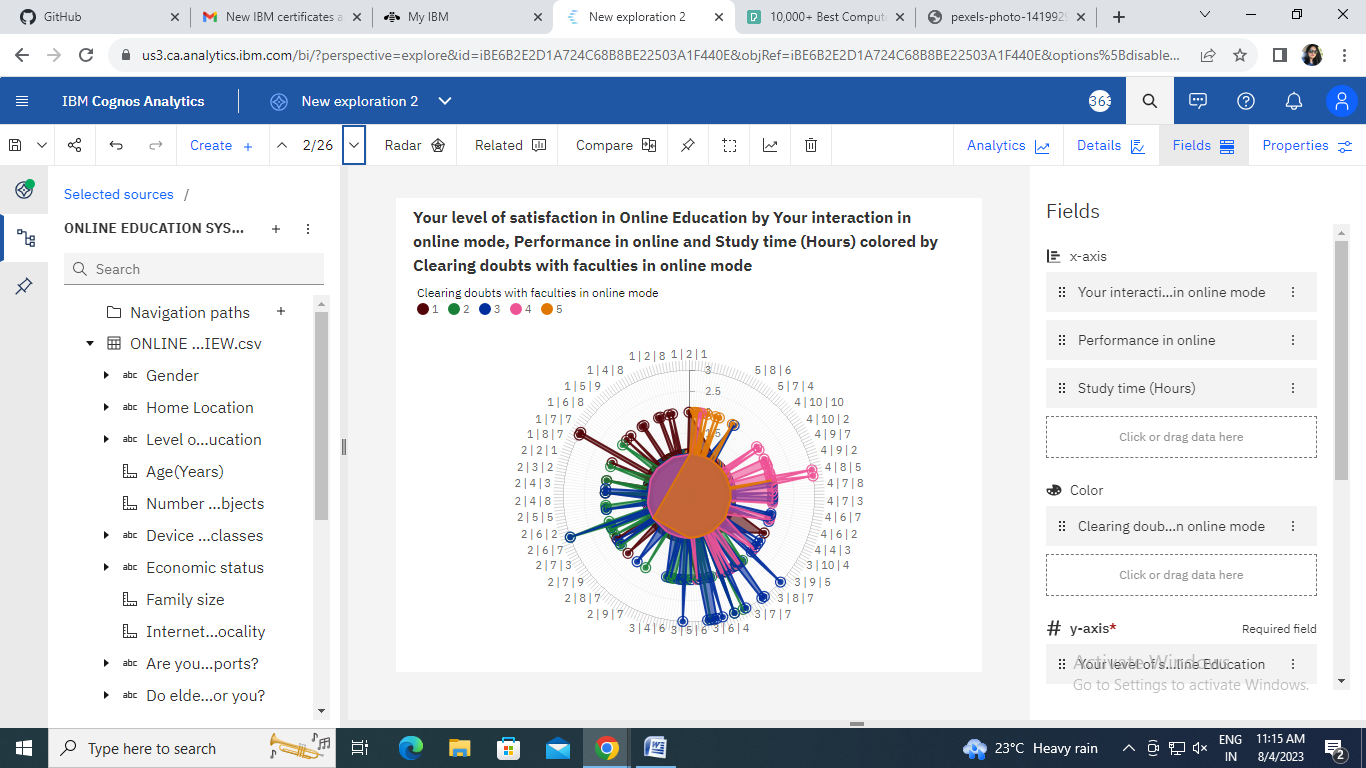 GitHub
New IBM certificates a
My IBM
New exploration 2
10,000+ Best Comput
pexels-photo-1419925
us3.ca.analytics.ibm.com/bi/?perspective=explore&id=iBE6B2E2D1A724C68B8BE22503A1F440E&objRef=iBE6B2E2D1A724C68B8BE22503A1F440E&options%5Bdisable...
IBM Cognos Analytics
New exploration 2
363
Create +
2/26
Radar
Related
Compare
Analytics
Details
Fields
Properties
Selected sources /
ONLINE EDUCATION SYS...
Search
Navigation paths
ONLINE ...IEW.csv
abc Gender
abc Home Location
abc Level o...ucation
Age(Years)
Number ...bjects
abc Device ...classes
abc Economic status
Family size
Internet...ocality
abc Are you...ports?
abc Do elde...or you?
Your level of satisfaction in Online Education by Your interaction in
online mode, Performance in online and Study time (Hours) colored by
Clearing doubts with faculties in online mode
Clearing doubts with faculties in online mode
1 2 3 4 5
1|2|1
5|8|6
5|7|4
4|10|10
4|10|2
4|9|7
4|9|2
4|8|5
4|7|8
4|7|3
4|6|7
4|6|2
4|4|3
3|10|4
3|9|5
3|8|7
3|7|7
3|6|4
3|5|6
3|4|6
2|9|7
2|8|7
2|7|9
2|7|3
2|6|7
2|6|2
2|5|5
2|4|8
2|4|3
2|3|2
2|2|1
1|8|7
1|7|7
1|6|8
1|5|9
1|4|8
1|2|8
3
2.5
Fields
x-axis
Your interacti...in online mode
Performance in online
Study time (Hours)
Click or drag data here
Color
Clearing doub...n online mode
Click or drag data here
# y-axis*
Required field
Your level of s...line Education
Activate Windows
Go to Settings to activate Windows.
Type here to search
23°C Heavy rain
ENG
IN
11:15 AM
8/4/2023
2